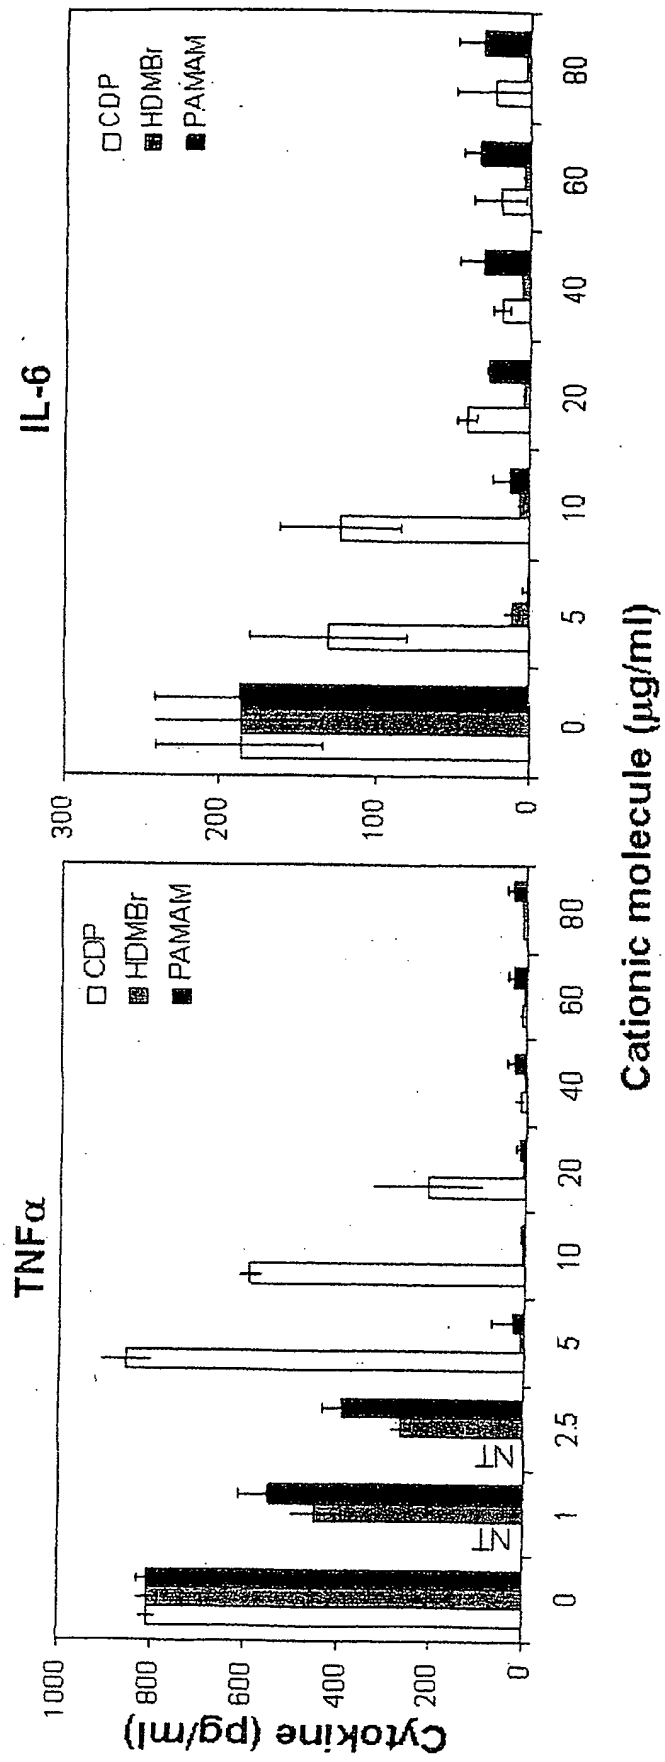 TNFα
1000
800
600
400
200
0
Cytokine (pg/ml)
CDP
HDMBr
PAMAM
NT
NT
0
1
2.5
5
10
20
40
60
80
IL-6
300
200
100
0
CDP
HDMBr
PAMAM
0
5
10
20
40
60
80
Cationic molecule (μg/ml)